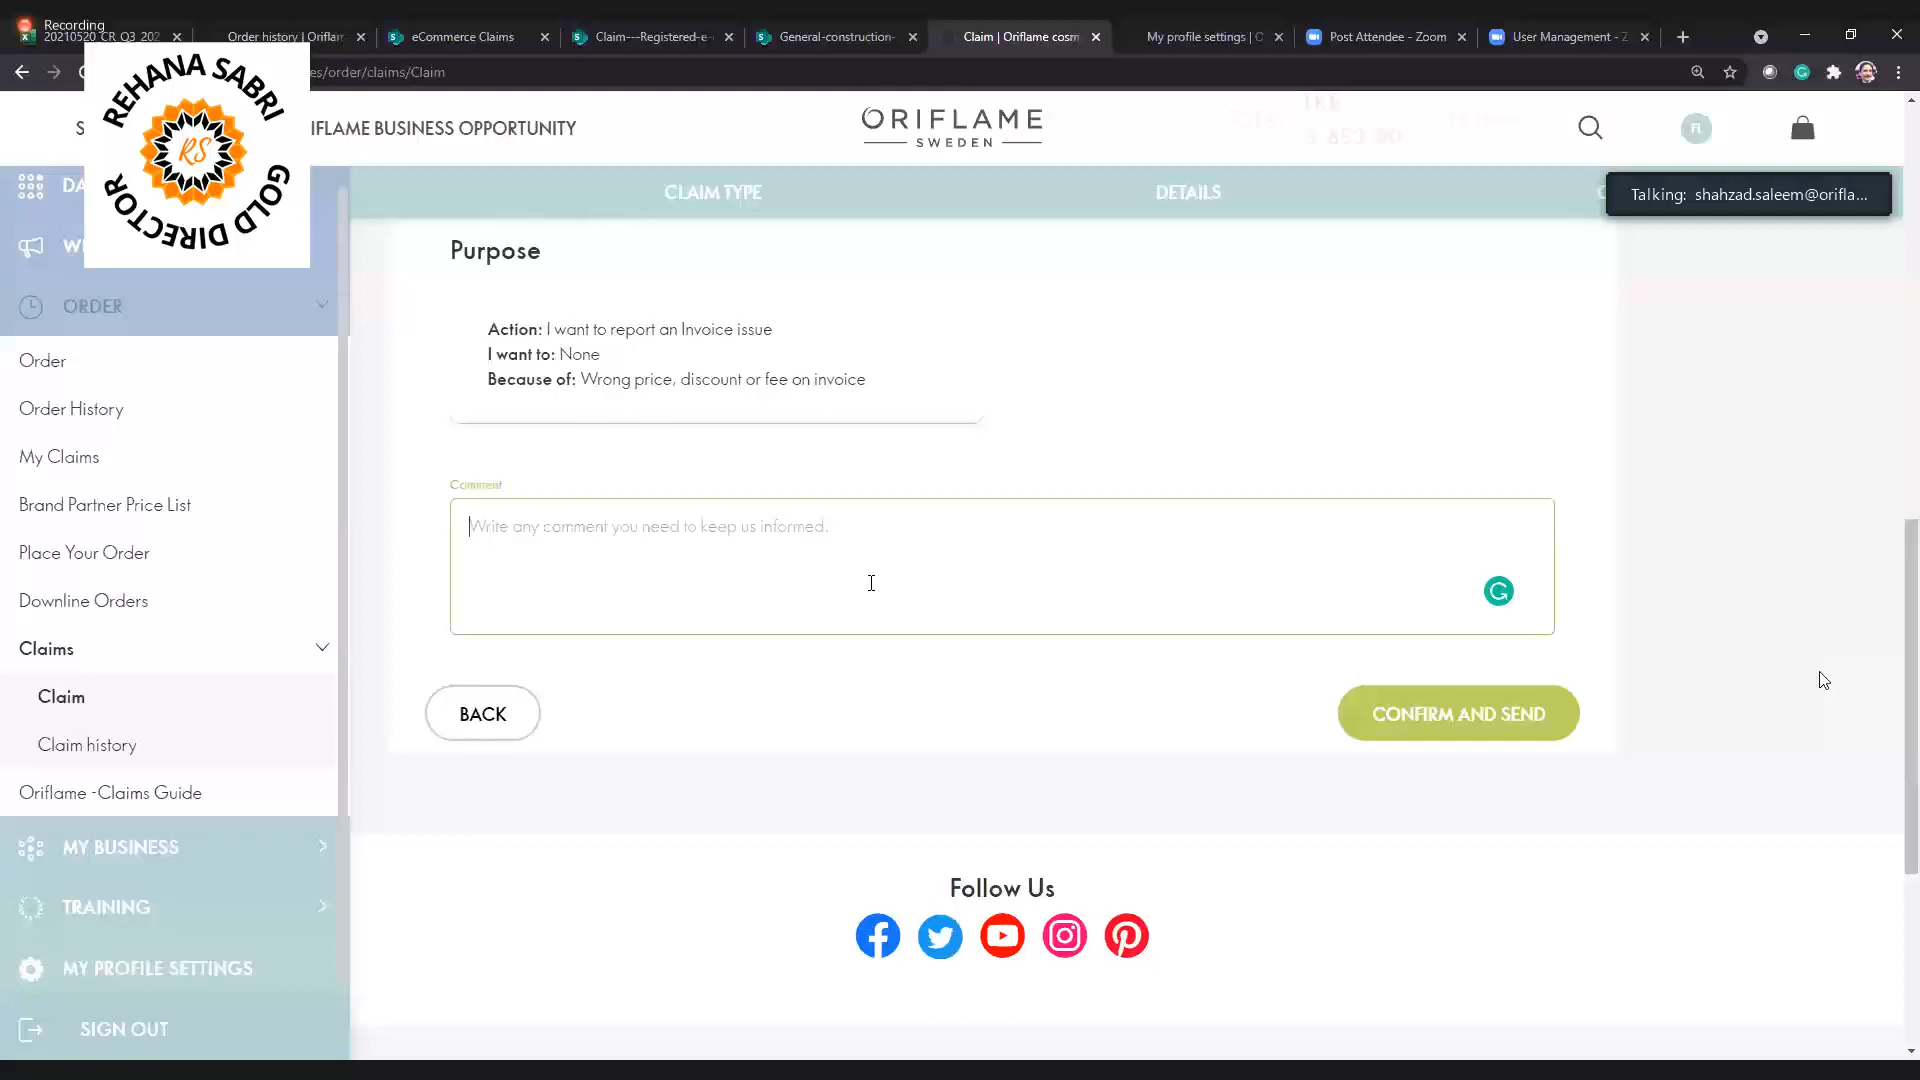 Recording
20210520_CR_Q3_202
Order history | Oriflar
eCommerce Claims
Claim---Registered-e-
General-construction-
Claim | Oriflame cosm
My profile settings | O
Post Attendee - Zoom
User Management - Z
es/order/claims/Claim
REHANA SABRI
RS
GOLD DIRECTOR
S
IFLAME BUSINESS OPPORTUNITY
ORIFLAME
SWEDEN
FL
DA
CLAIM TYPE
DETAILS
Talking: shahzad.saleem@orifla...
WE
Purpose
ORDER
Action: I want to report an Invoice issue
I want to: None
Because of: Wrong price, discount or fee on invoice
Order
Order History
My Claims
Brand Partner Price List
Place Your Order
Downline Orders
Claims
Claim
Claim history
Oriflame -Claims Guide
Comment
Write any comment you need to keep us informed.
BACK
CONFIRM AND SEND
MY BUSINESS
TRAINING
MY PROFILE SETTINGS
SIGN OUT
Follow Us